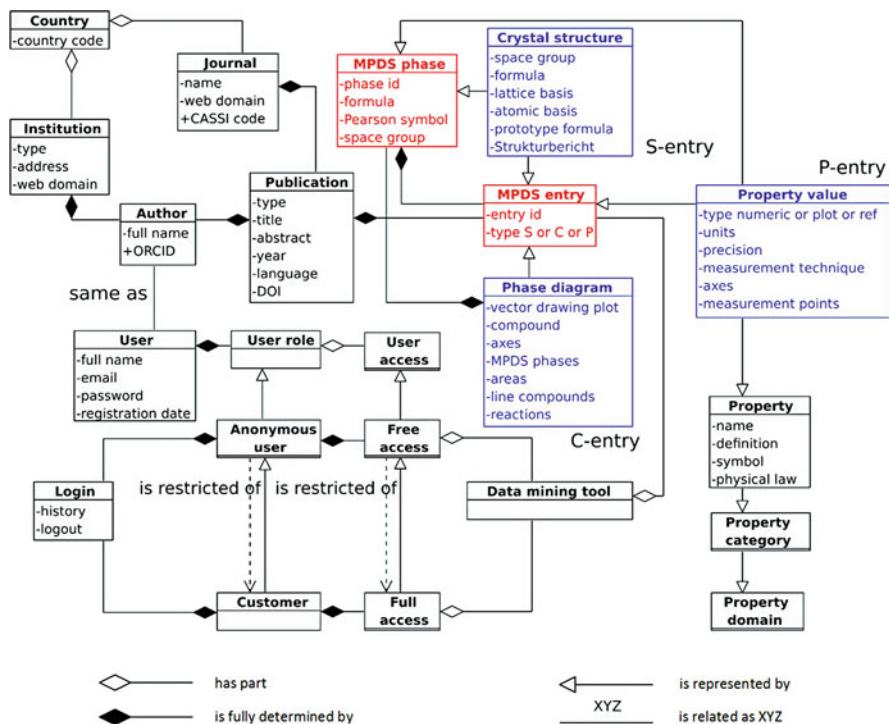 Country
-country code
Journal
-name
-web domain
+CASSI code
Institution
-type
-address
-web domain
Author
-full name
+ORCID
Publication
-type
-title
-abstract
-year
-language
-DOI
MPDS phase
-phase id
-formula
-Pearson symbol
-space group
Crystal structure
-space group
-formula
-lattice basis
-atomic basis
-prototype formula
-Strukturbericht
S-entry
P-entry
MPDS entry
-entry id
-type S or C or P
Property value
-type numeric or plot or ref
-units
-precision
-measurement technique
-axes
-measurement points
Phase diagram
-vector drawing plot
-compound
-axes
-MPDS phases
-areas
-line compounds
-reactions
C-entry
same as
User
-full name
-email
-password
-registration date
User role
User
access
Anonymous
user
Free
access
Login
-history
-logout
is restricted of
is restricted of
Data mining tool
Customer
Full
access
Property
-name
-definition
-symbol
-physical law
Property
category
Property
domain
has part
is fully determined by
is represented by
XYZ
is related as XYZ